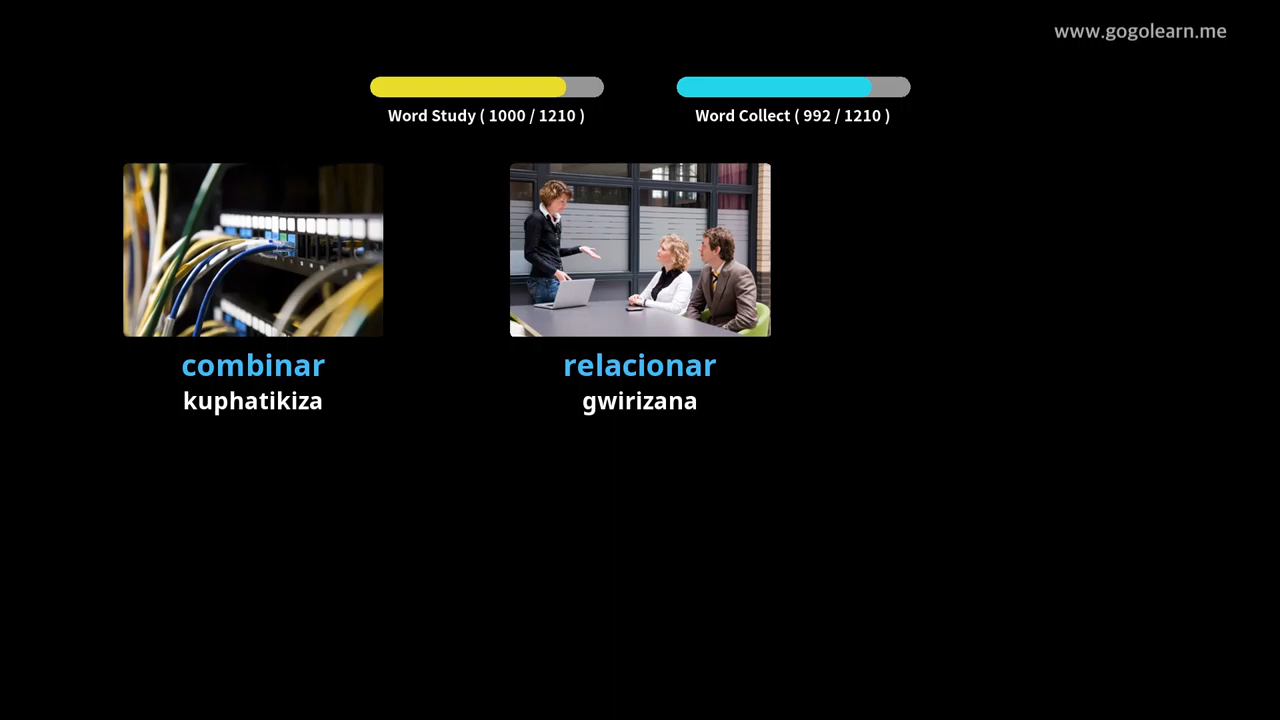 www.gogolearn.me
Word Study ( 1000 / 1210 )
Word Collect ( 992 / 1210 )
combinar
kuphatikiza
relacionar
gwirizana